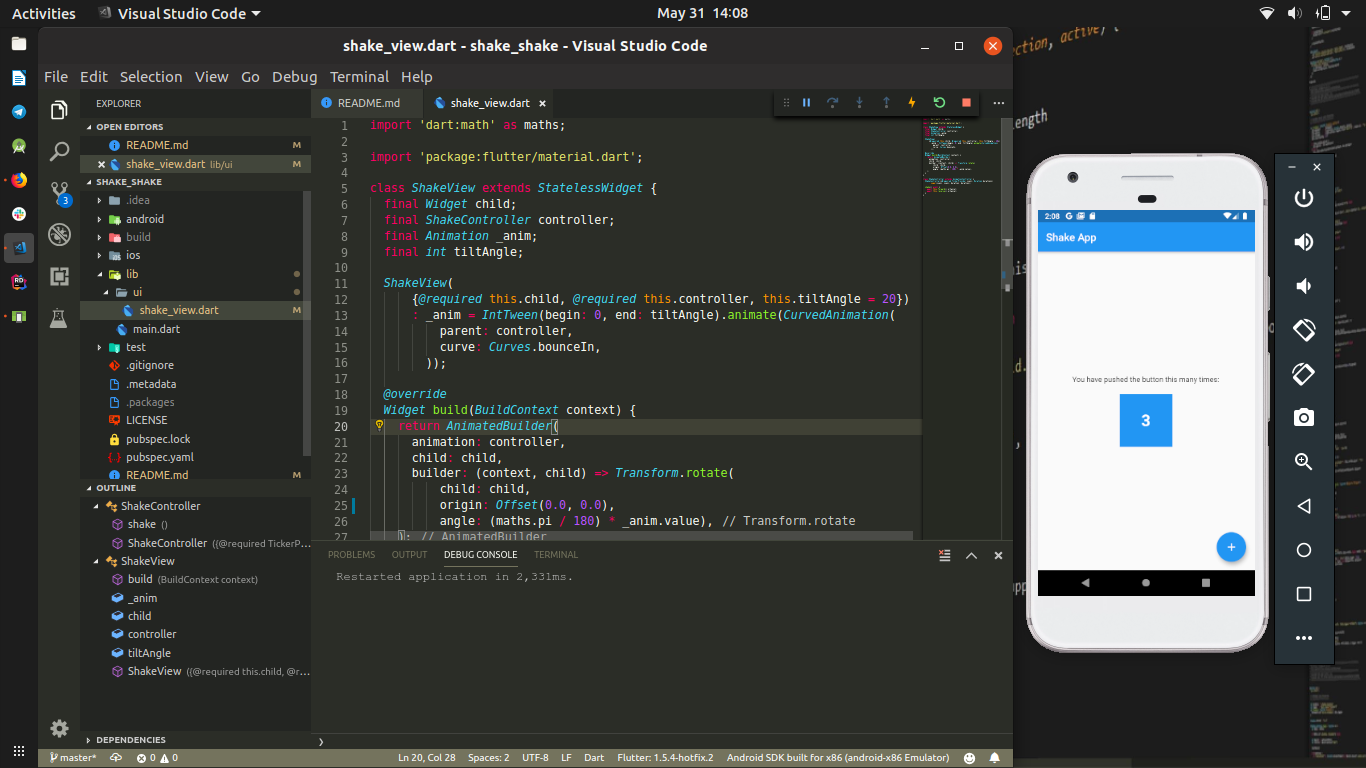 Activities Visual Studio Code May 31 14:08
shake_view.dart - shake_shake - Visual Studio Code
File Edit Selection View Go Debug Terminal Help
EXPLORER
OPEN EDITORS
README.md M
shake_view.dart lib/ui M
SHAKE_SHAKE
.idea
android
build
ios
lib
ui
shake_view.dart M
main.dart
test
.gitignore
.metadata
.packages
LICENSE
pubspec.lock
pubspec.yaml
README.md M
OUTLINE
ShakeController
shake ()
ShakeController ({@required TickerP...
ShakeView
build (BuildContext context)
_anim
child
controller
tiltAngle
ShakeView ({@required this.child, @r...
DEPENDENCIES
3
RD
README.md shake_view.dart
1 import 'dart:math' as maths;
2
3 import 'package:flutter/material.dart';
4
5 class ShakeView extends StatelessWidget {
6 final Widget child;
7 final ShakeController controller;
8 final Animation _anim;
9 final int tiltAngle;
10
11 ShakeView(
12 {@required this.child, @required this.controller, this.tiltAngle = 20})
13 : _anim = IntTween(begin: 0, end: tiltAngle).animate(CurvedAnimation(
14 parent: controller,
15 curve: Curves.bounceIn,
16 ));
17
18 @override
19 Widget build(BuildContext context) {
20 return AnimatedBuilder(
21 animation: controller,
22 child: child,
23 builder: (context, child) => Transform.rotate(
24 child: child,
25 origin: Offset(0.0, 0.0),
26 angle: (maths.pi / 180) * _anim.value), // Transform.rotate
27 ); // AnimatedBuilder
PROBLEMS OUTPUT DEBUG CONSOLE TERMINAL
Restarted application in 2,331ms.
master* 0 0 Ln 20, Col 28 Spaces: 2 UTF-8 LF Dart Flutter: 1.5.4-hotfix.2 Android SDK built for x86 (android-x86 Emulator)
ction, active) {
length
2:08 G
Shake App
You have pushed the button this many times:
3
+